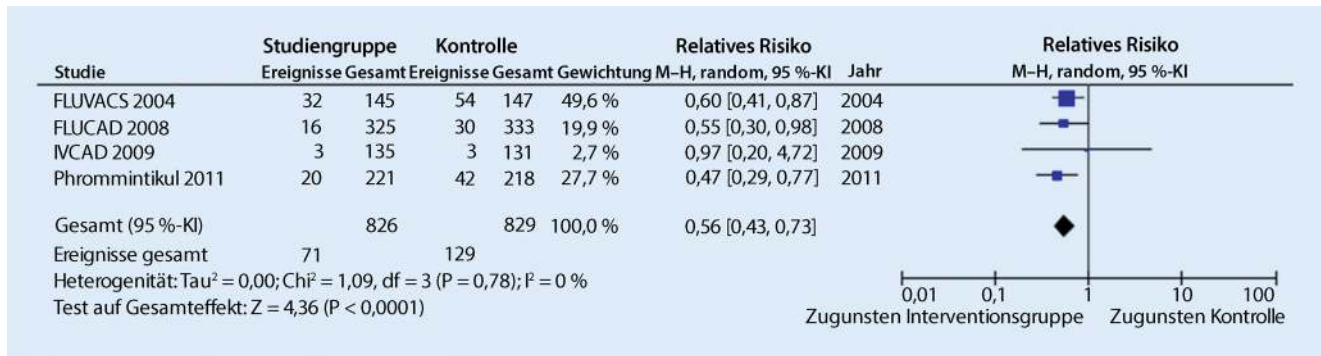 Studiengruppe Kontrolle Relatives Risiko Relatives Risiko
Studie Ereignisse Gesamt Ereignisse Gesamt Gewichtung M–H, random, 95 %-KI Jahr M–H, random, 95 %-KI
FLUVACS 2004 32 145 54 147 49,6 % 0,60 [0,41, 0,87] 2004
FLUCAD 2008 16 325 30 333 19,9 % 0,55 [0,30, 0,98] 2008
IVCAD 2009 3 135 3 131 2,7 % 0,97 [0,20, 4,72] 2009
Phrommintikul 2011 20 221 42 218 27,7 % 0,47 [0,29, 0,77] 2011
Gesamt (95 %-KI) 826 829 100,0 % 0,56 [0,43, 0,73]
Ereignisse gesamt 71 129
Heterogenität: Tau² = 0,00; Chi² = 1,09, df = 3 (P = 0,78); I² = 0 %
Test auf Gesamteffekt: Z = 4,36 (P < 0,0001)
0,01 0,1 1 10 100
Zugunsten Interventionsgruppe Zugunsten Kontrolle